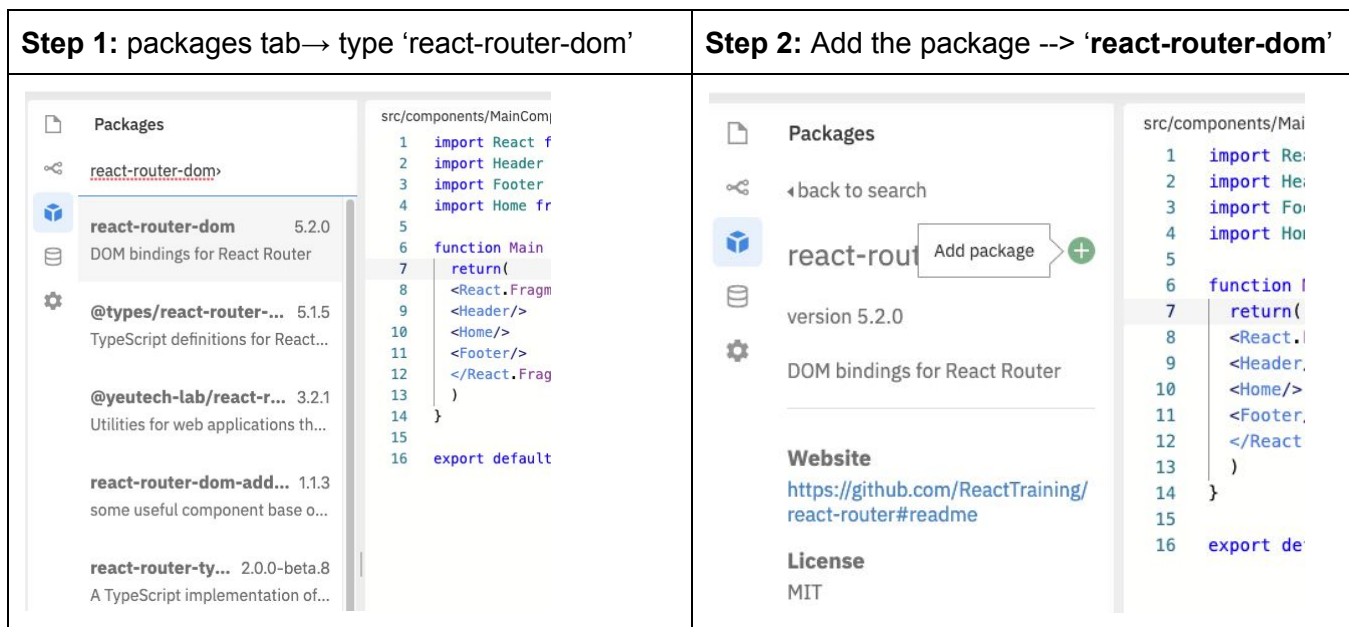 Step 1: packages tab→ type ‘react-router-dom’
Step 2: Add the package --> ‘react-router-dom’
Packages
react-router-dom›
react-router-dom 5.2.0
DOM bindings for React Router
@types/react-router-... 5.1.5
TypeScript definitions for React...
@yeutech-lab/react-r... 3.2.1
Utilities for web applications th...
react-router-dom-add... 1.1.3
some useful component base o...
react-router-ty... 2.0.0-beta.8
A TypeScript implementation of...
src/components/MainComp
1 import React f
2 import Header
3 import Footer
4 import Home fr
5
6 function Main
7 return(
8 <React.Fragm
9 <Header/>
10 <Home/>
11 <Footer/>
12 </React.Frag
13 )
14 }
15
16 export default
Packages
back to search
react-rout
Add package
version 5.2.0
DOM bindings for React Router
Website
https://github.com/ReactTraining/
react-router#readme
License
MIT
src/components/Mai
1 import Rea
2 import Hea
3 import Foo
4 import Hom
5
6 function M
7 return(
8 <React.
9 <Header
10 <Home/>
11 <Footer
12 </React
13 )
14 }
15
16 export de